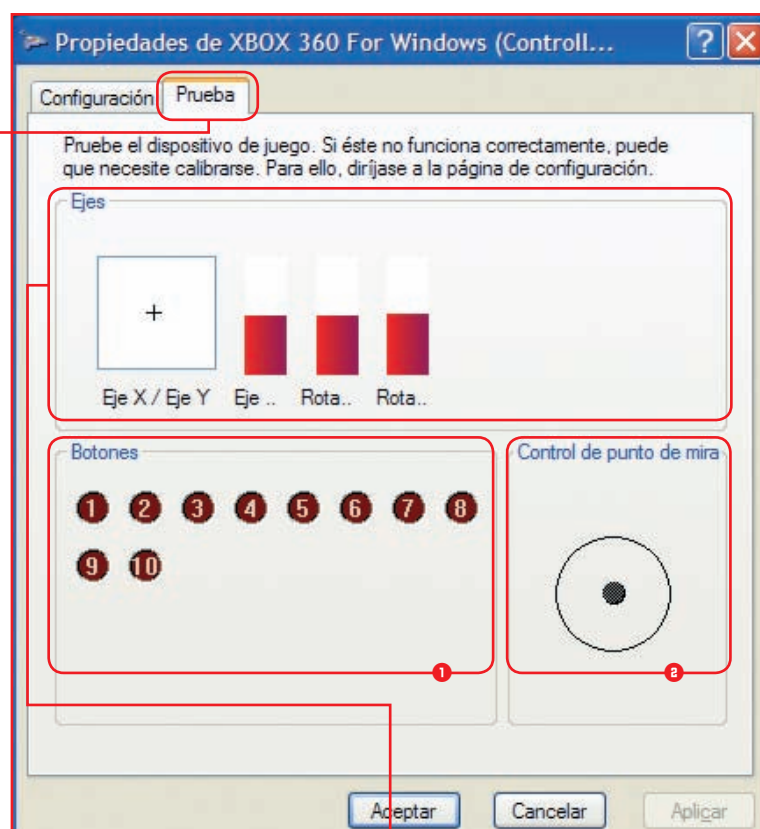 Propiedades de XBOX 360 For Windows (Controll...
Configuración Prueba
Pruebe el dispositivo de juego. Si éste no funciona correctamente, puede
que necesite calibrarse. Para ello, diríjase a la página de configuración.
Ejes
Eje X / Eje Y Eje .. Rota.. Rota..
Botones
1 2 3 4 5 6 7 8
9 10
1
Control de punto de mira
2
Aceptar Cancelar Aplicar